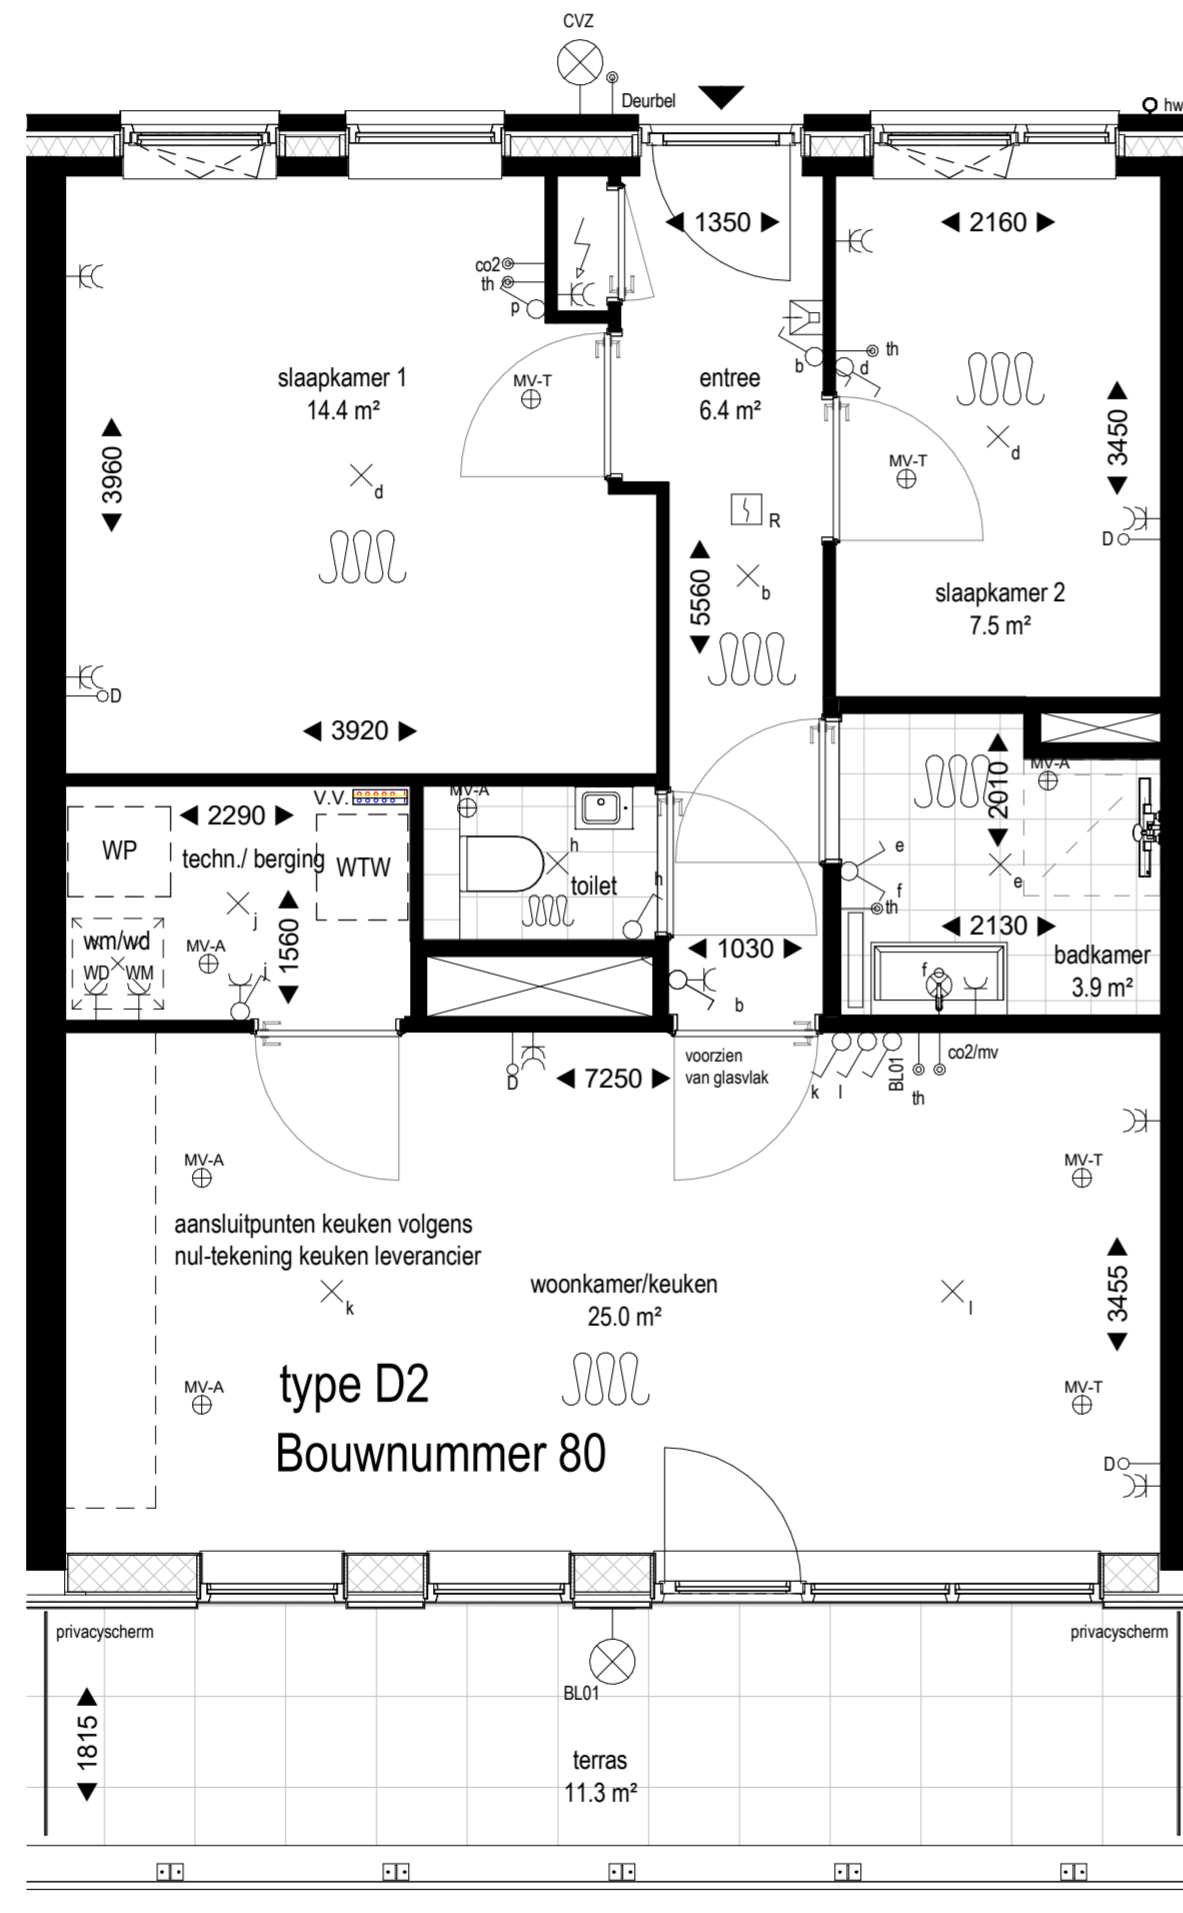 CVZ
Deurbel
hw
1350
2160
co2
th
p
b
th
d
slaapkamer 1
14.4 m²
MV-T
entree
6.4 m²
3960
d
MV-T
d
3450
R
D
5560
b
slaapkamer 2
7.5 m²
D
3920
MV-A
2010
V.V.
MV-A
2290
WP
techn./ berging
WTW
h
toilet
h
e
f
th
e
j
1560
wm/wd
WD
WM
MV-A
j
1030
b
2130
badkamer
3.9 m²
f
D
7250
voorzien
van glasvlak
k
l
BL01
th
co2/mv
MV-A
MV-T
aansluitpunten keuken volgens
nul-tekening keuken leverancier
woonkamer/keuken
25.0 m²
k
l
3455
type D2
MV-A
MV-T
Bouwnummer 80
D
privacyscherm
privacyscherm
BL01
1815
terras
11.3 m²